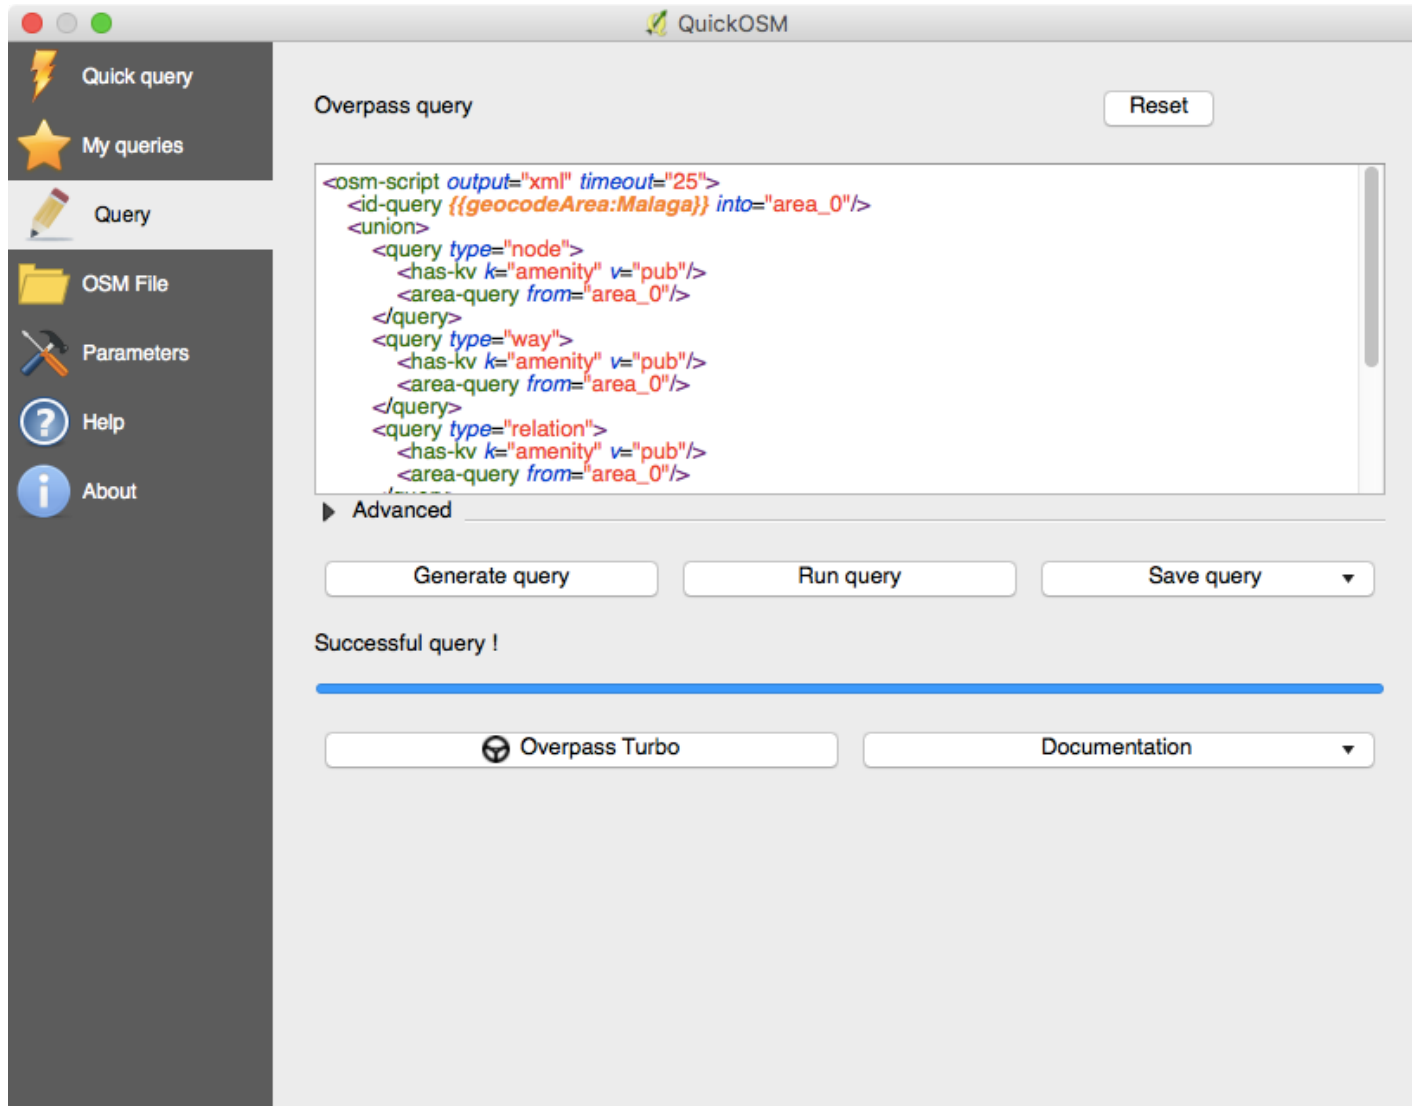 QuickOSM
Quick query
My queries
Query
OSM File
Parameters
Help
About
Overpass query
Reset
<osm-script output="xml" timeout="25">
<id-query {{geocodeArea:Malaga}} into="area_0"/>
<union>
<query type="node">
<has-kv k="amenity" v="pub"/>
<area-query from="area_0"/>
</query>
<query type="way">
<has-kv k="amenity" v="pub"/>
<area-query from="area_0"/>
</query>
<query type="relation">
<has-kv k="amenity" v="pub"/>
<area-query from="area_0"/>
Advanced
Generate query
Run query
Save query
Successful query !
Overpass Turbo
Documentation